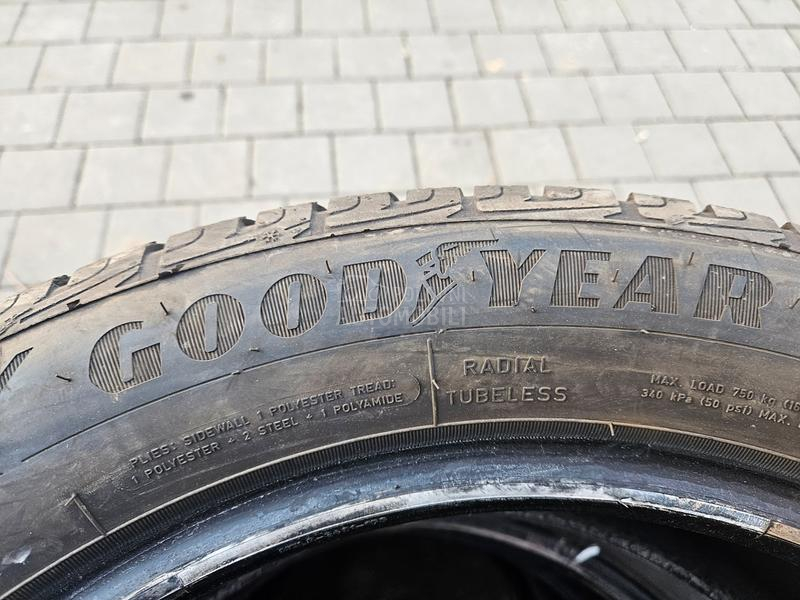 GOODYEAR
RADIAL
TUBELESS
PLIES: SIDEWALL 1 POLYESTER TREAD:
1 POLYESTER + 2 STEEL + 1 POLYAMIDE
MAX. LOAD 750 kg
340 kPa (50 psi) MAX.